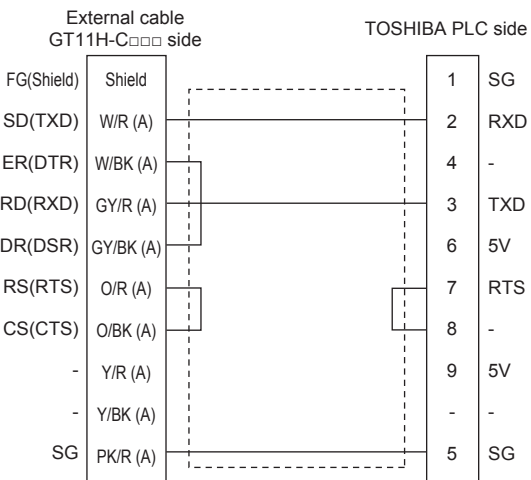 External cable
GT11H-C□□□ side
TOSHIBA PLC side
FG(Shield) Shield 1 SG
SD(TXD) W/R (A) 2 RXD
ER(DTR) W/BK (A) 4 -
RD(RXD) GY/R (A) 3 TXD
DR(DSR) GY/BK (A) 6 5V
RS(RTS) O/R (A) 7 RTS
CS(CTS) O/BK (A) 8 -
- Y/R (A) 9 5V
- Y/BK (A) - -
SG PK/R (A) 5 SG